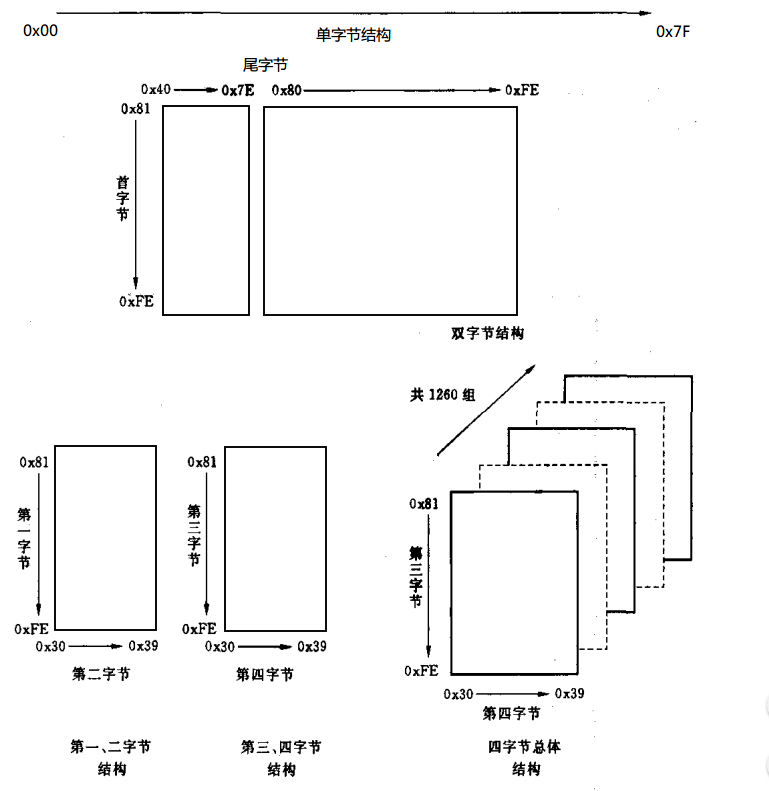 0x00 单字节结构 0x7F
尾字节
0x40 0x7E 0x80 0xFE
0x81
首字节
0xFE
双字节结构
共 1260 组
0x81
第一字节
0xFE
0x30 0x39
第二字节
第一、二字节
结构
0x81
第三字节
0xFE
0x30 0x39
第四字节
第三、四字节
结构
0x81
第三字节
0xFE
0x30 0x39
第四字节
四字节总体
结构